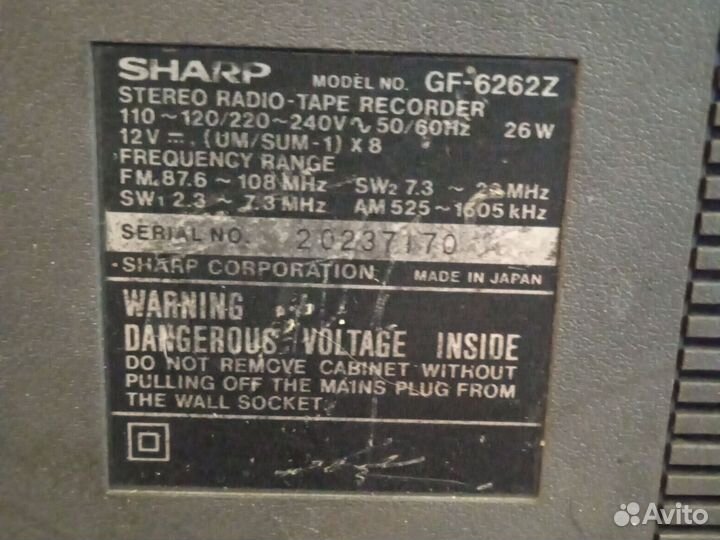 SHARP MODEL NO. GF-6262Z
STEREO RADIO-TAPE RECORDER
110~120/220~240V∿50/60Hz 26W
12V ⎓ (UM/SUM-1) X 8
FREQUENCY RANGE
FM 87.6 ~ 108 MHz SW2 7.3 ~ 23 MHz
SW1 2.3 ~ 7.3 MHz AM 525~1605 kHz
SERIAL NO. 20237170
SHARP CORPORATION MADE IN JAPAN
WARNING
DANGEROUS VOLTAGE INSIDE
DO NOT REMOVE CABINET WITHOUT
PULLING OFF THE MAINS PLUG FROM
THE WALL SOCKET.
Avito